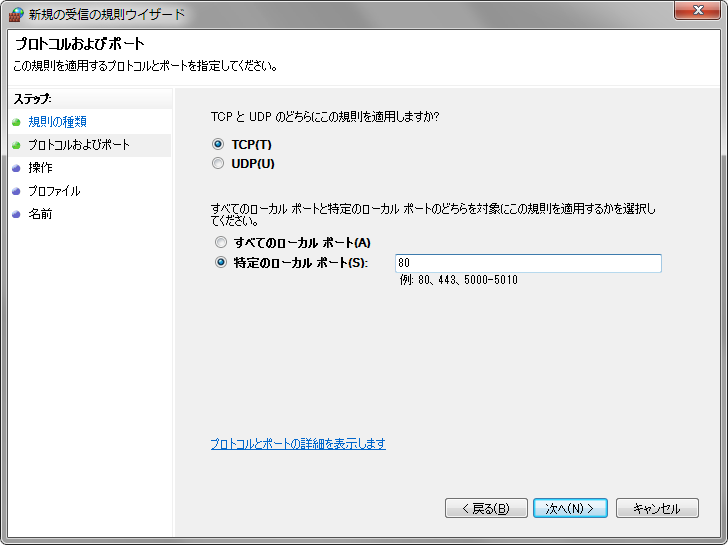 新規の受信の規則ウィザード
プロトコルおよびポート
この規則を適用するプロトコルとポートを指定してください。
ステップ:
規則の種類
プロトコルおよびポート
操作
プロファイル
名前
TCP と UDP のどちらにこの規則を適用しますか?
TCP(T)
UDP(U)
すべてのローカル ポートと特定のローカル ポートのどちらを対象にこの規則を適用するかを選択し
てください。
すべてのローカル ポート(A)
特定のローカル ポート(S):
80
例: 80、443、5000-5010
プロトコルとポートの詳細を表示します
< 戻る(B)
次へ(N) >
キャンセル